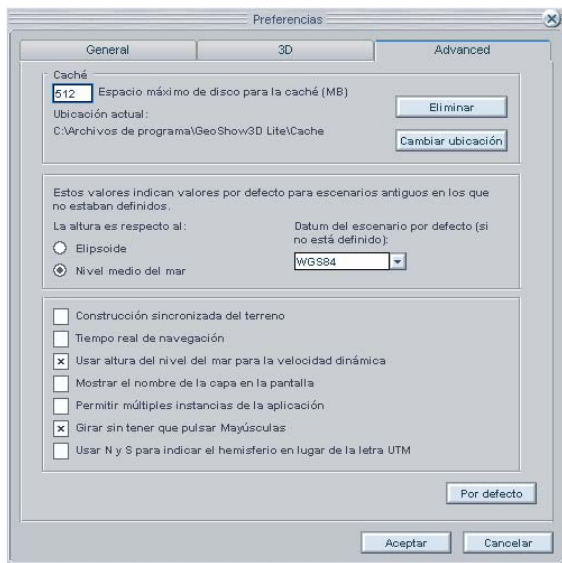 Preferencias
General
3D
Advanced
Caché
512
Espacio máximo de disco para la caché (MB)
Eliminar
Ubicación actual:
C:\Archivos de programa\GeoShow3D Lite\Cache
Cambiar ubicación
Estos valores indican valores por defecto para escenarios antiguos en los que
no estaban definidos.
La altura es respecto al:
Elipsoide
Nivel medio del mar
Datum del escenario por defecto (si
no está definido):
WGS84
Construcción sincronizada del terreno
Tiempo real de navegación
Usar altura del nivel del mar para la velocidad dinámica
Mostrar el nombre de la capa en la pantalla
Permitir múltiples instancias de la aplicación
Girar sin tener que pulsar Mayúsculas
Usar N y S para indicar el hemisferio en lugar de la letra UTM
Por defecto
Aceptar
Cancelar